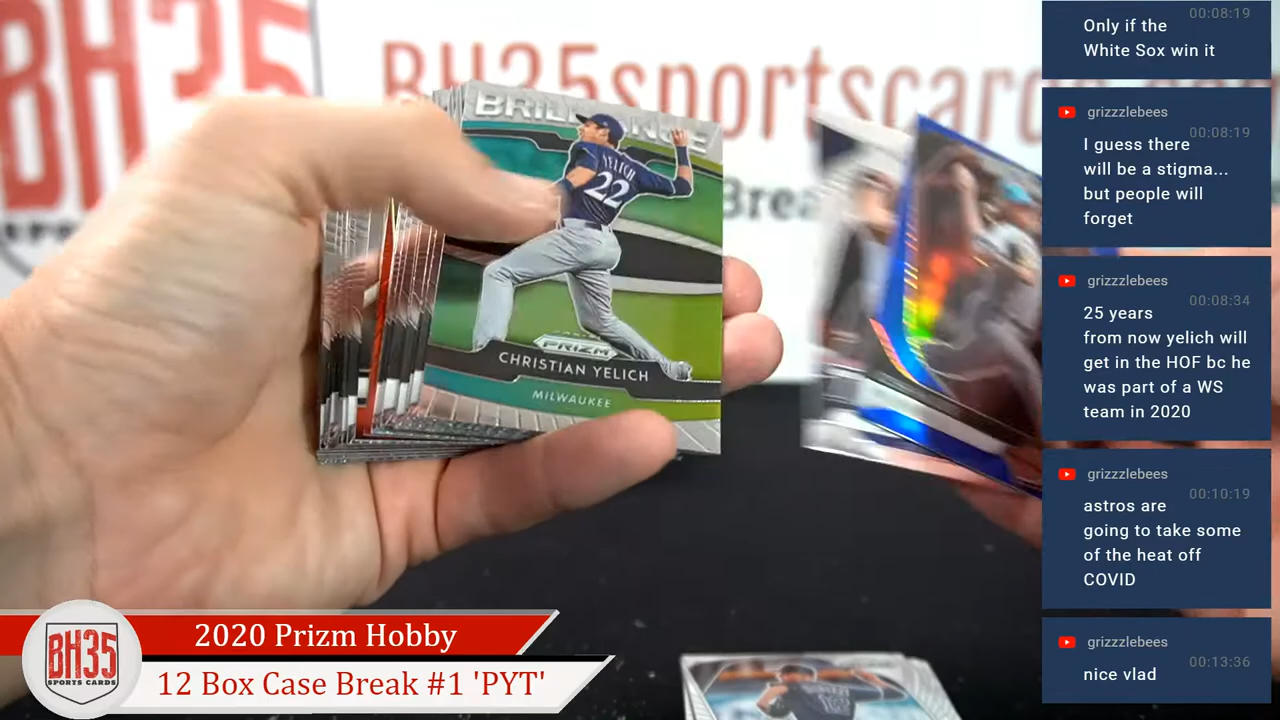 BH35
BH35sportscards
Brea
BRILLIANCE
YELICH
22
PRIZM
CHRISTIAN YELICH
MILWAUKEE
2020 Prizm Hobby
12 Box Case Break #1 'PYT'
BH35
SPORTS CARDS
00:08:19
Only if the
White Sox win it
grizzzlebees
00:08:19
I guess there
will be a stigma...
but people will
forget
grizzzlebees
00:08:34
25 years
from now yelich will
get in the HOF bc he
was part of a WS
team in 2020
grizzzlebees
00:10:19
astros are
going to take some
of the heat off
COVID
grizzzlebees
00:13:36
nice vlad